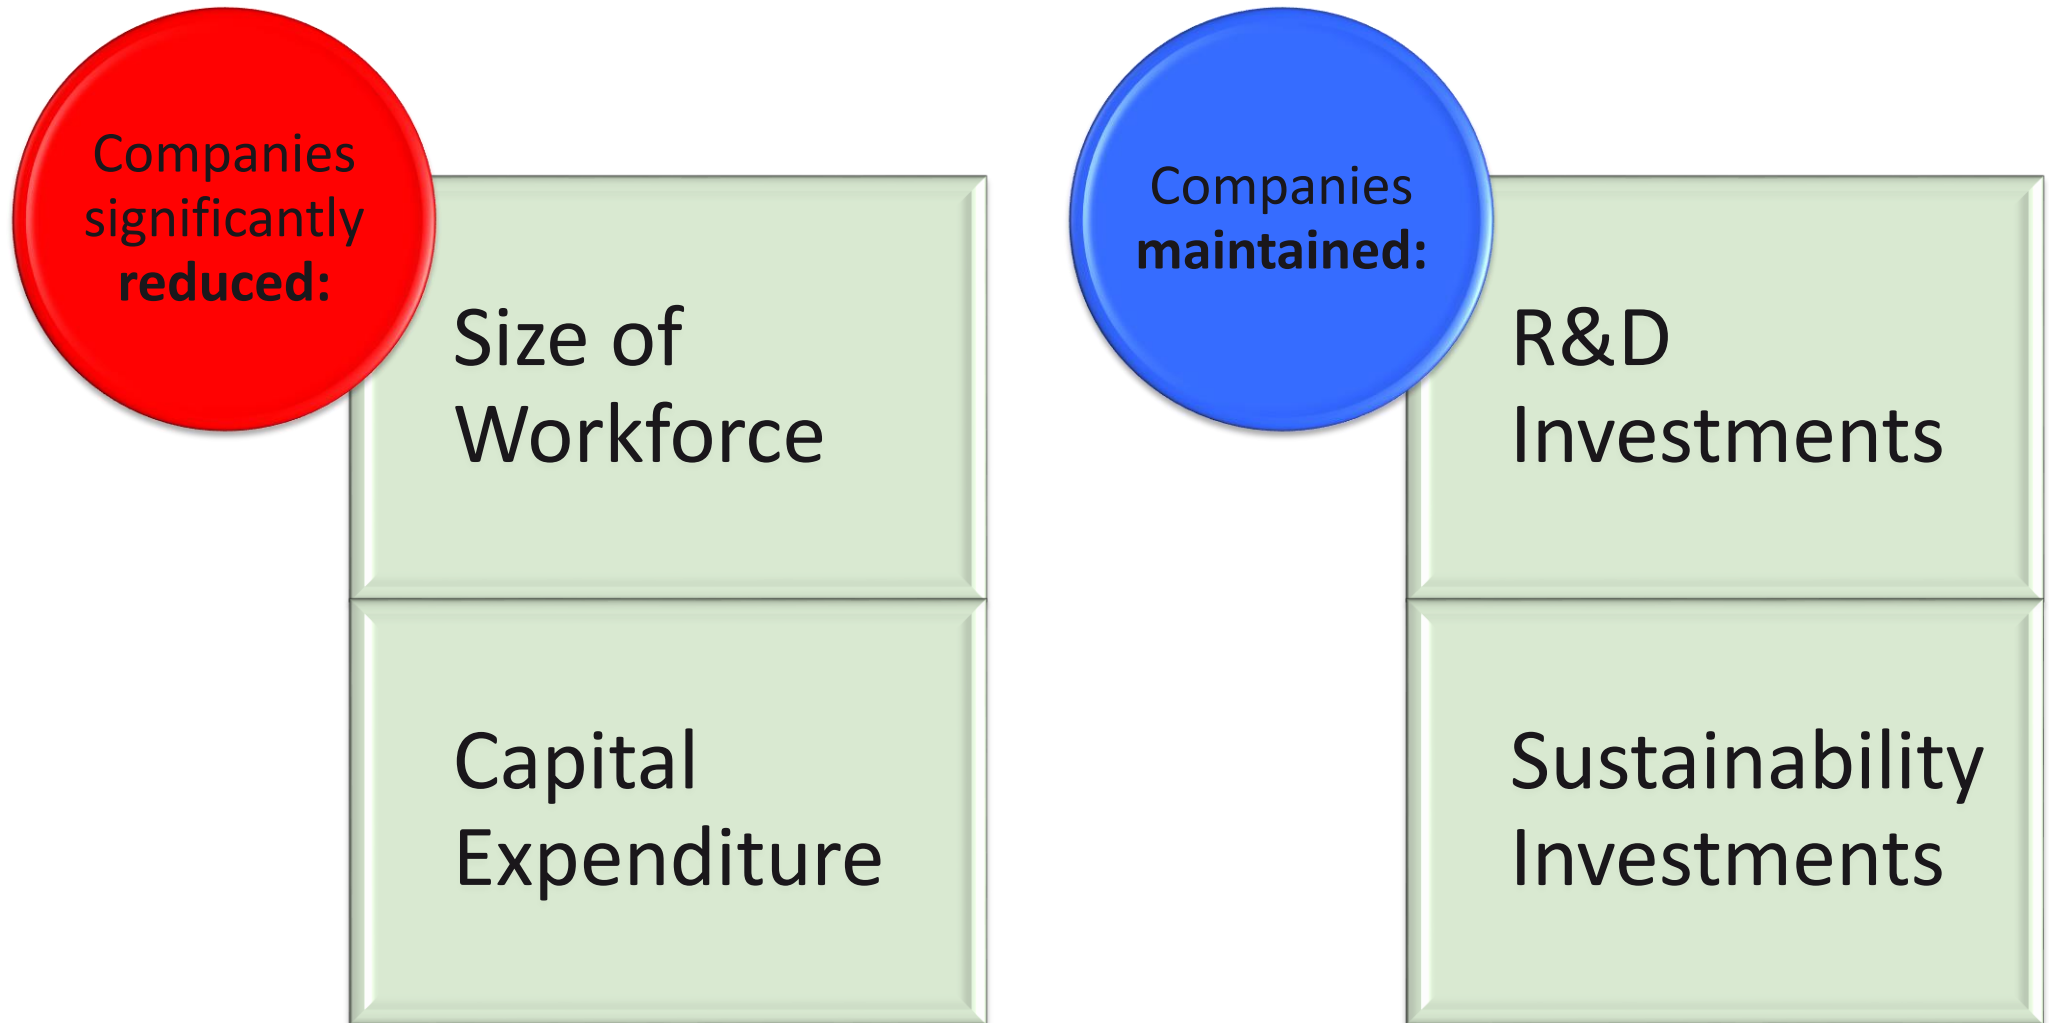 Companies
significantly
reduced:
Size of
Workforce
Capital
Expenditure
Companies
maintained:
R&D
Investments
Sustainability
Investments